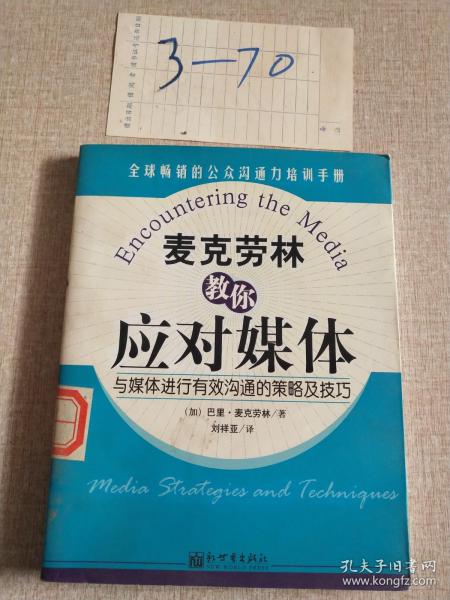 3-70
全球畅销的公众沟通力培训手册
Encountering the Media
麦克劳林
教你
应对媒体
与媒体进行有效沟通的策略及技巧
（加）巴里·麦克劳林/著
刘祥亚/译
Media Strategies and Techniques
新世界出版社
NEW WORLD PRESS
孔夫子旧书网
www.kongfz.com